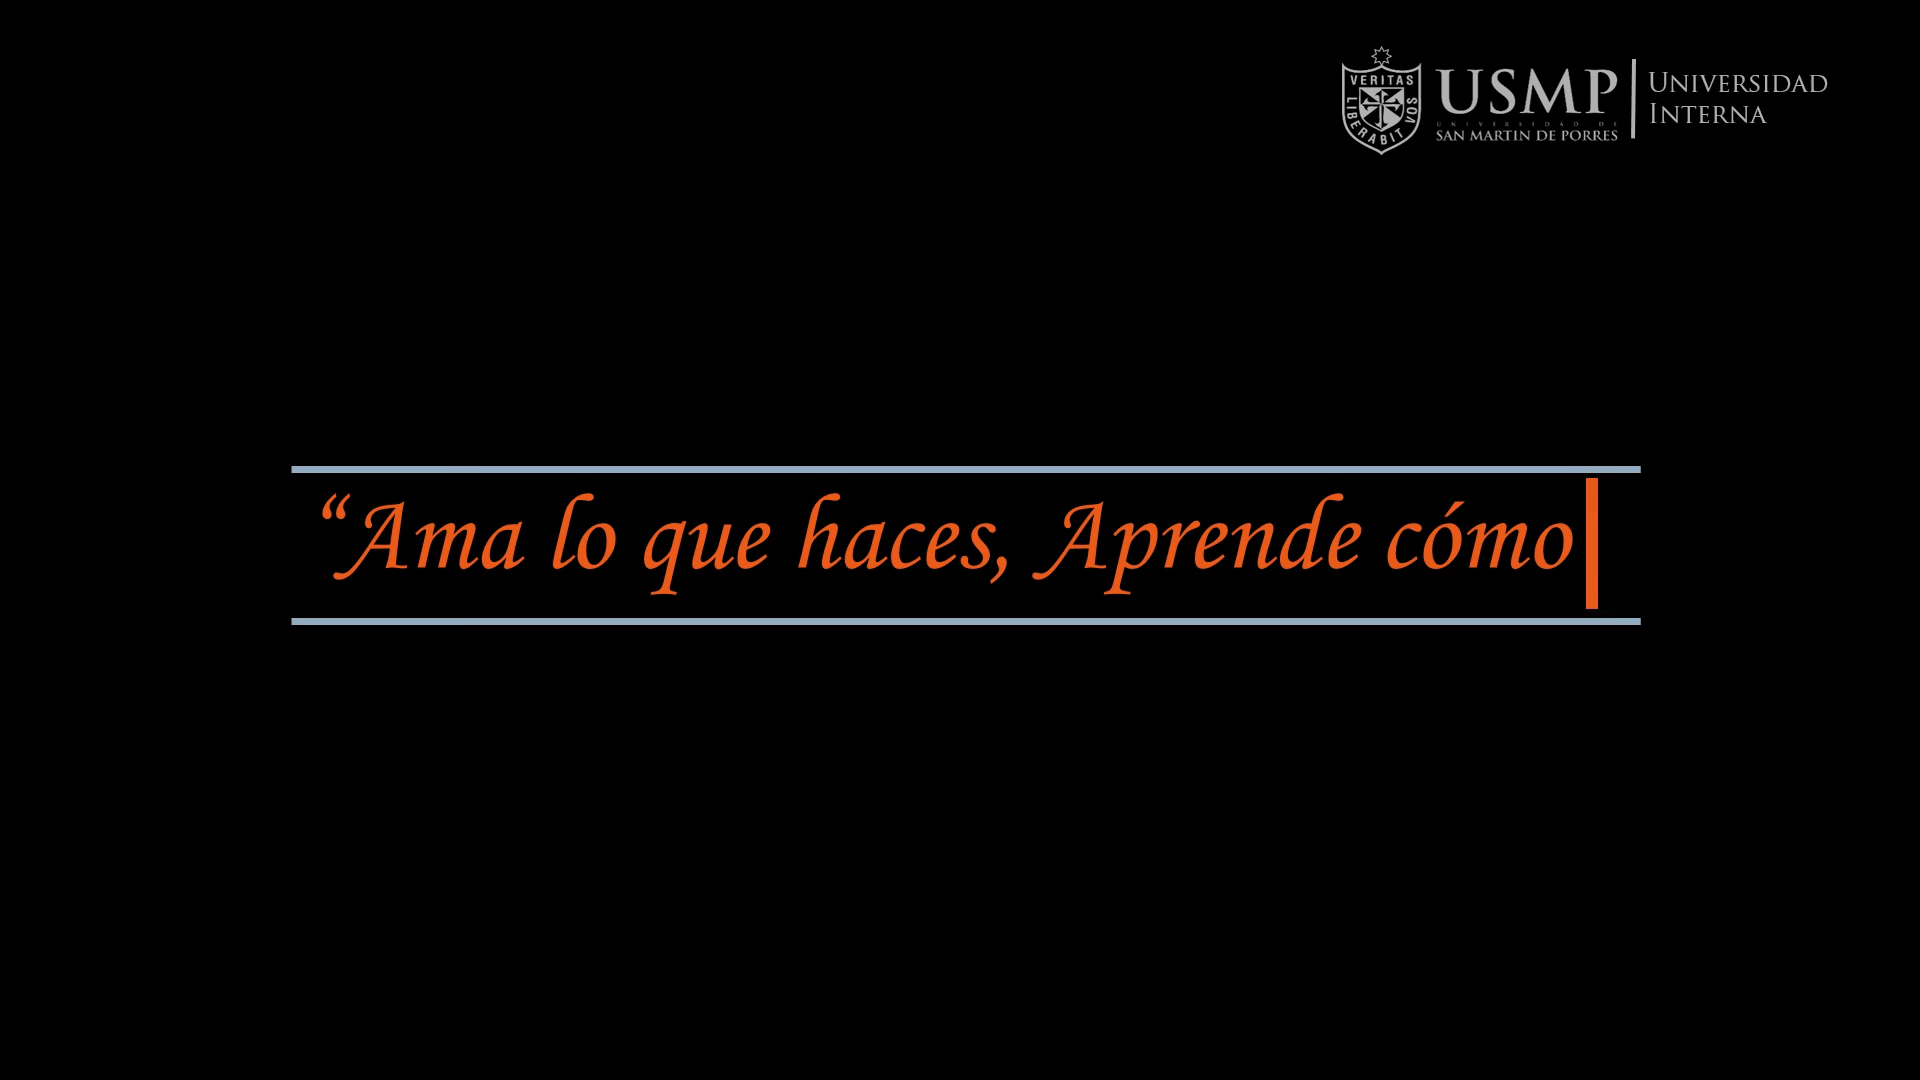 VERITAS
LIBERABIT VOS
USMP
UNIVERSIDAD DE
SAN MARTIN DE PORRES
UNIVERSIDAD
INTERNA
“Ama lo que haces, Aprende cómo